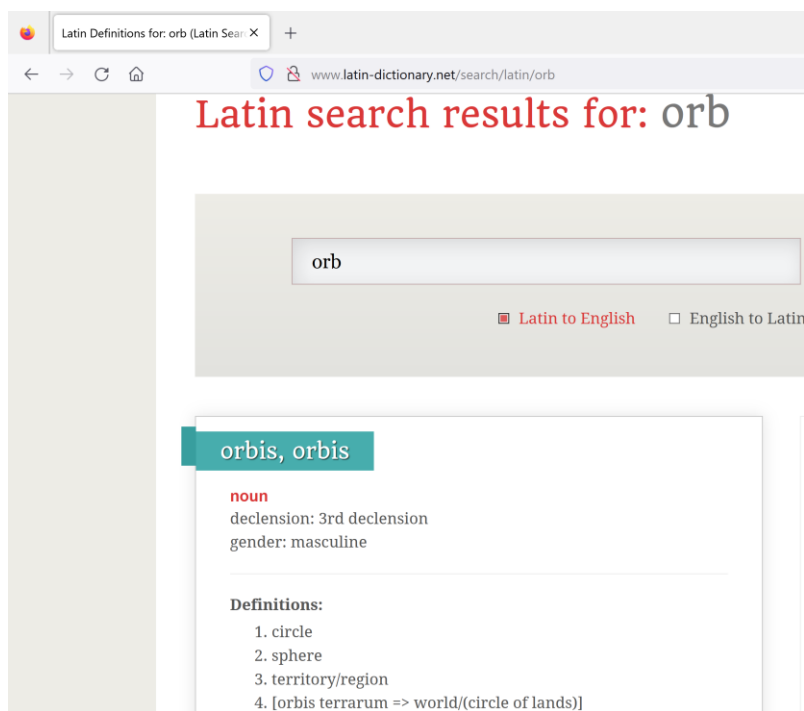 Latin Definitions for: orb (Latin Sear
www.latin-dictionary.net/search/latin/orb
Latin search results for: orb
orb
Latin to English English to Latin
orbis, orbis
noun
declension: 3rd declension
gender: masculine
Definitions:
1. circle
2. sphere
3. territory/region
4. [orbis terrarum => world/(circle of lands)]